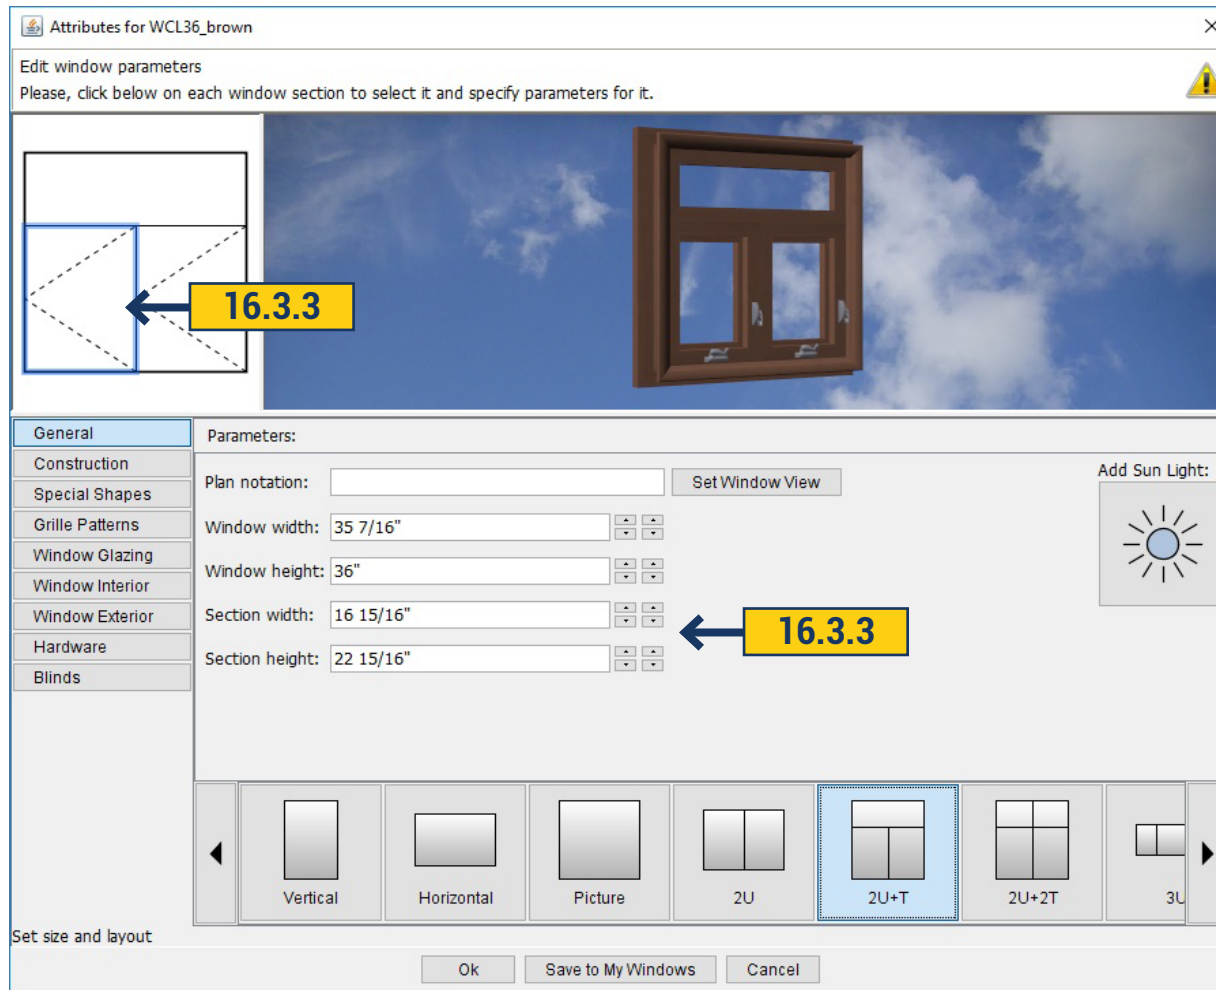 Attributes for WCL36_brown
Edit window parameters
Please, click below on each window section to select it and specify parameters for it.
16.3.3
General
Construction
Special Shapes
Grille Patterns
Window Glazing
Window Interior
Window Exterior
Hardware
Blinds
Parameters:
Plan notation:
Set Window View
Window width: 35 7/16"
Window height: 36"
Section width: 16 15/16"
Section height: 22 15/16"
16.3.3
Add Sun Light:
Vertical
Horizontal
Picture
2U
2U+T
2U+2T
3U
Set size and layout
Ok
Save to My Windows
Cancel